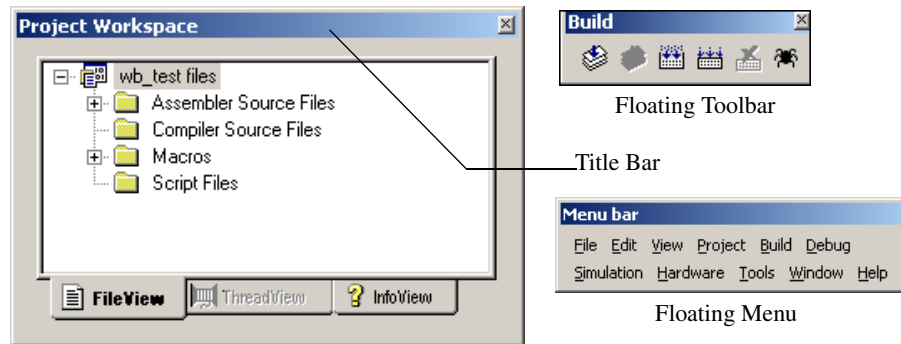 Project Workspace
wb_test files
Assembler Source Files
Compiler Source Files
Macros
Script Files
FileView ThreadView InfoView
Build
Floating Toolbar
Title Bar
Menu bar
File Edit View Project Build Debug
Simulation Hardware Tools Window Help
Floating Menu